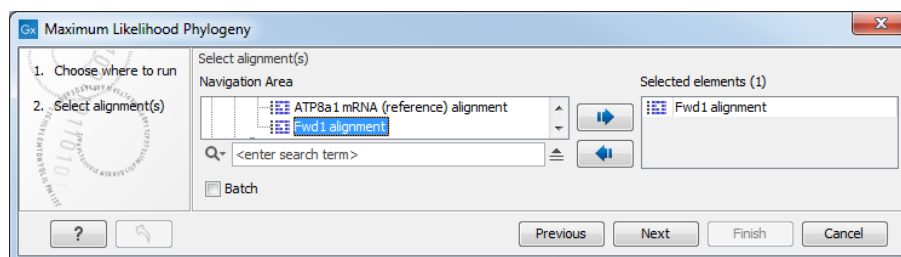 Gx Maximum Likelihood Phylogeny
1. Choose where to run
2. Select alignment(s)
Select alignment(s)
Navigation Area
ATP8a1 mRNA (reference) alignment
Fwd1 alignment
<enter search term>
Batch
Selected elements (1)
Fwd1 alignment
? Previous Next Finish Cancel